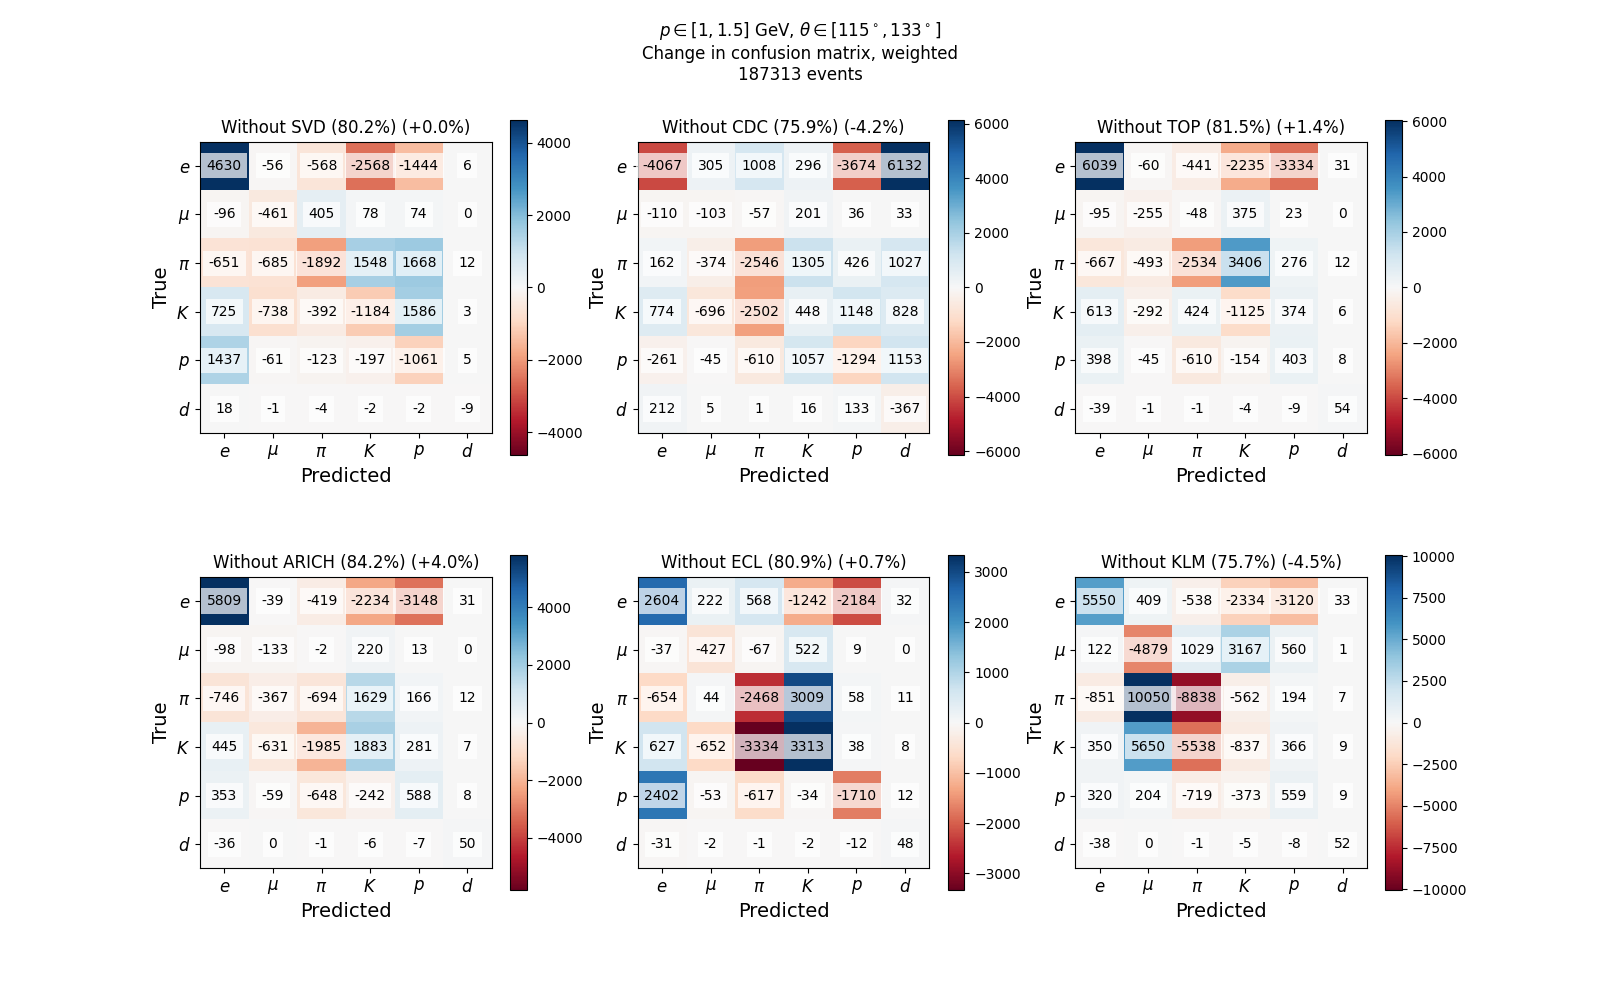 p ∈ [1, 1.5] GeV, θ ∈ [115°, 133°]
Change in confusion matrix, weighted
187313 events
Without SVD (80.2%) (+0.0%)
e 4630 -56 -568 -2568 -1444 6
μ -96 -461 405 78 74 0
π -651 -685 -1892 1548 1668 12
K 725 -738 -392 -1184 1586 3
p 1437 -61 -123 -197 -1061 5
d 18 -1 -4 -2 -2 -9
e μ π K p d
Predicted
True
4000
2000
0
−2000
−4000
Without CDC (75.9%) (-4.2%)
-4067 305 1008 296 -3674 6132
-110 -103 -57 201 36 33
162 -374 -2546 1305 426 1027
774 -696 -2502 448 1148 828
-261 -45 -610 1057 -1294 1153
212 5 1 16 133 -367
e μ π K p d
Predicted
True
6000
4000
2000
0
−2000
−4000
−6000
Without TOP (81.5%) (+1.4%)
e 6039 -60 -441 -2235 -3334 31
μ -95 -255 -48 375 23 0
π -667 -493 -2534 3406 276 12
K 613 -292 424 -1125 374 6
p 398 -45 -610 -154 403 8
d -39 -1 -1 -4 -9 54
e μ π K p d
Predicted
True
6000
4000
2000
0
−2000
−4000
−6000
Without ARICH (84.2%) (+4.0%)
e 5809 -39 -419 -2234 -3148 31
μ -98 -133 -2 220 13 0
π -746 -367 -694 1629 166 12
K 445 -631 -1985 1883 281 7
p 353 -59 -648 -242 588 8
d -36 0 -1 -6 -7 50
e μ π K p d
Predicted
True
4000
2000
0
−2000
−4000
Without ECL (80.9%) (+0.7%)
e 2604 222 568 -1242 -2184 32
μ -37 -427 -67 522 9 0
π -654 44 -2468 3009 58 11
K 627 -652 -3334 3313 38 8
p 2402 -53 -617 -34 -1710 12
d -31 -2 -1 -2 -12 48
e μ π K p d
Predicted
True
3000
2000
1000
0
−1000
−2000
−3000
Without KLM (75.7%) (-4.5%)
e 5550 409 -538 -2334 -3120 33
μ 122 -4879 1029 3167 560 1
π -851 10050 -8838 -562 194 7
K 350 5650 -5538 -837 366 9
p 320 204 -719 -373 559 9
d -38 0 -1 -5 -8 52
e μ π K p d
Predicted
True
10000
7500
5000
2500
0
−2500
−5000
−7500
−10000